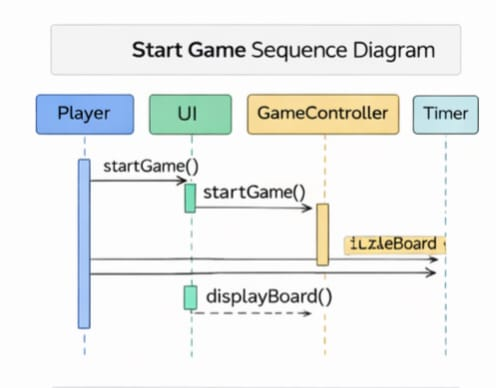 Start Game Sequence Diagram
Player
UI
GameController
Timer
startGame()
startGame()
displayBoard()